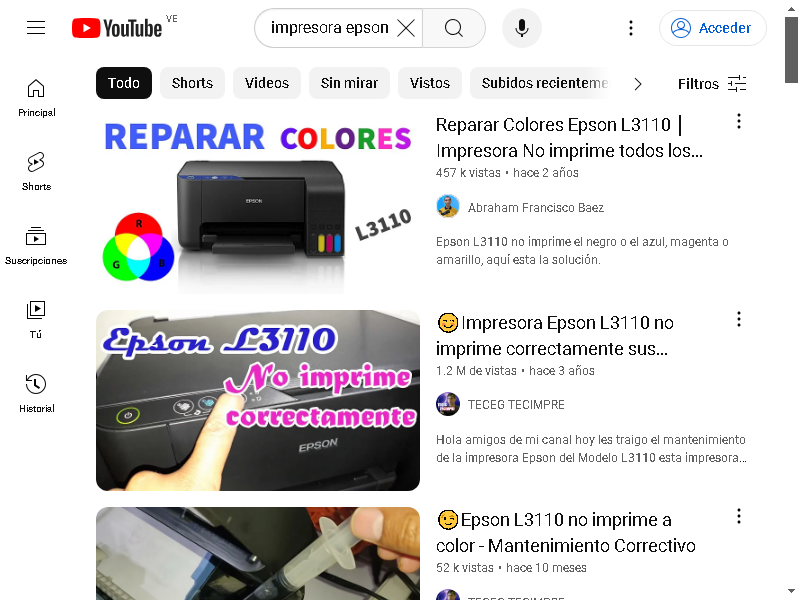 YouTube VE
impresora epson
Acceder
Todo
Shorts
Videos
Sin mirar
Vistos
Subidos recienteme
Filtros
Principal
Shorts
Suscripciones
Tú
Historial
REPARAR COLORES
EPSON
L3110
R
G
B
Reparar Colores Epson L3110 |
Impresora No imprime todos los...
457 k vistas • hace 2 años
Abraham Francisco Baez
Epson L3110 no imprime el negro o el azul, magenta o
amarillo, aquí esta la solución.
Epson L3110
No imprime
correctamente
EPSON
😊Impresora Epson L3110 no
imprime correctamente sus...
1.2 M de vistas • hace 3 años
TECEG TECIMPRE
Hola amigos de mi canal hoy les traigo el mantenimiento
de la impresora Epson del Modelo L3110 esta impresora...
😉Epson L3110 no imprime a
color - Mantenimiento Correctivo
52 k vistas • hace 10 meses
TECEG TECIMPRE